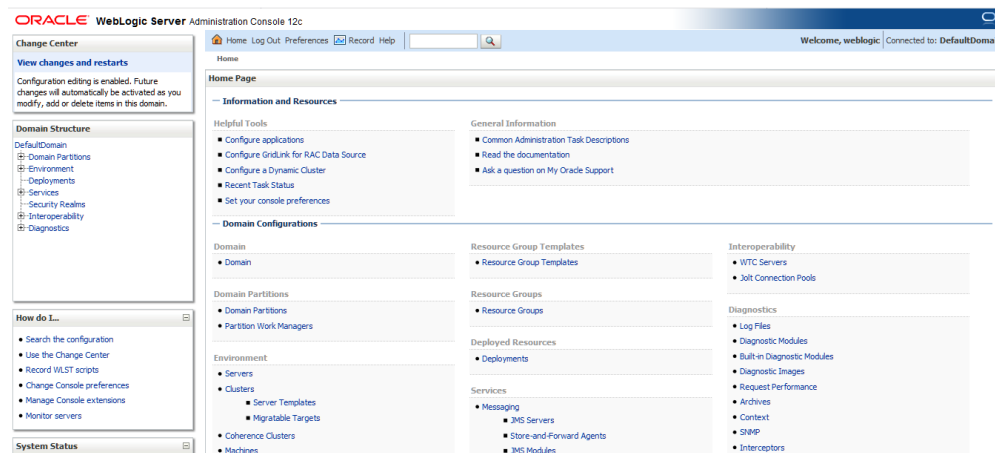 ORACLE WebLogic Server Administration Console 12c
Change Center
View changes and restarts
Configuration editing is enabled. Future
changes will automatically be activated as you
modify, add or delete items in this domain.
Domain Structure
DefaultDomain
Domain Partitions
Environment
Deployments
Services
Security Realms
Interoperability
Diagnostics
How do I...
Search the configuration
Use the Change Center
Record WLST scripts
Change Console preferences
Manage Console extensions
Monitor servers
System Status
Home Log Out Preferences Record Help
Welcome, weblogic Connected to: DefaultDoma
Home
Home Page
Information and Resources
Helpful Tools
Configure applications
Configure GridLink for RAC Data Source
Configure a Dynamic Cluster
Recent Task Status
Set your console preferences
General Information
Common Administration Task Descriptions
Read the documentation
Ask a question on My Oracle Support
Domain Configurations
Domain
Domain
Domain Partitions
Domain Partitions
Partition Work Managers
Environment
Servers
Clusters
Server Templates
Migratable Targets
Coherence Clusters
Machines
Resource Group Templates
Resource Group Templates
Resource Groups
Resource Groups
Deployed Resources
Deployments
Services
Messaging
JMS Servers
Store-and-Forward Agents
JMS Modules
Interoperability
WTC Servers
Jolt Connection Pools
Diagnostics
Log Files
Diagnostic Modules
Built-in Diagnostic Modules
Diagnostic Images
Request Performance
Archives
Context
SNMP
Interceptors